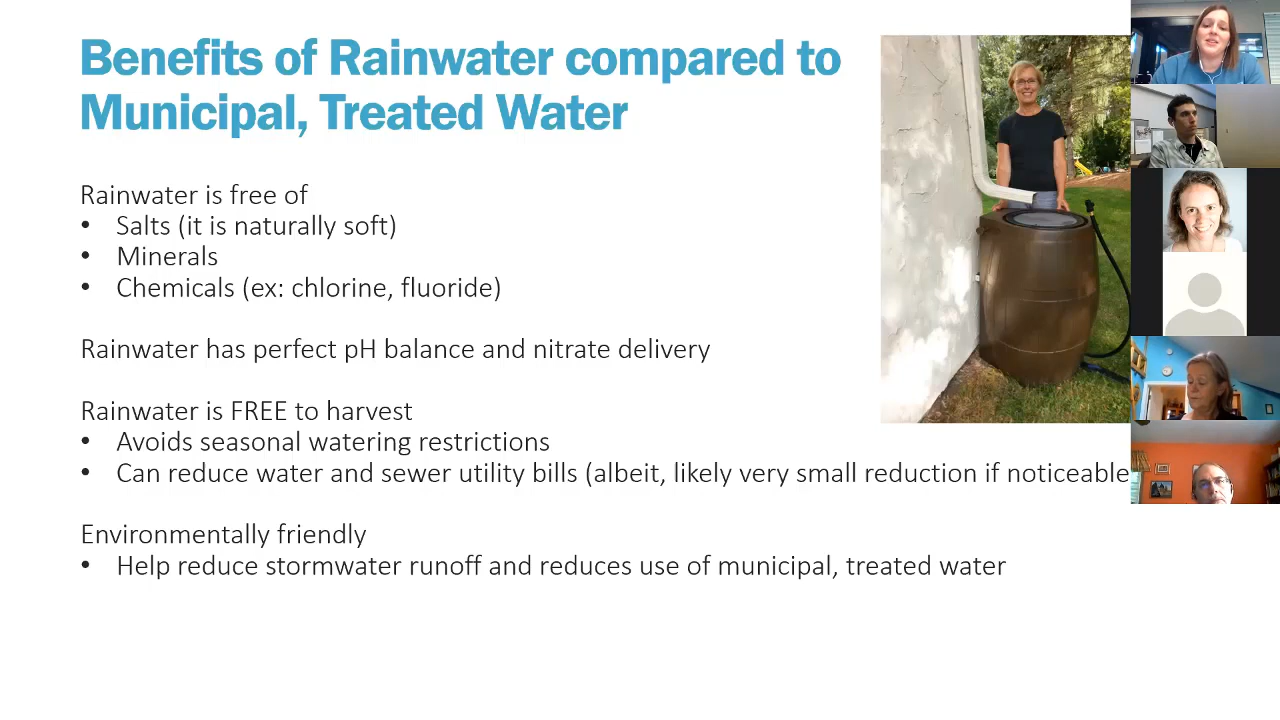 Benefits of Rainwater compared to
Municipal, Treated Water
Rainwater is free of
• Salts (it is naturally soft)
• Minerals
• Chemicals (ex: chlorine, fluoride)
Rainwater has perfect pH balance and nitrate delivery
Rainwater is FREE to harvest
• Avoids seasonal watering restrictions
• Can reduce water and sewer utility bills (albeit, likely very small reduction if noticeable
Environmentally friendly
• Help reduce stormwater runoff and reduces use of municipal, treated water